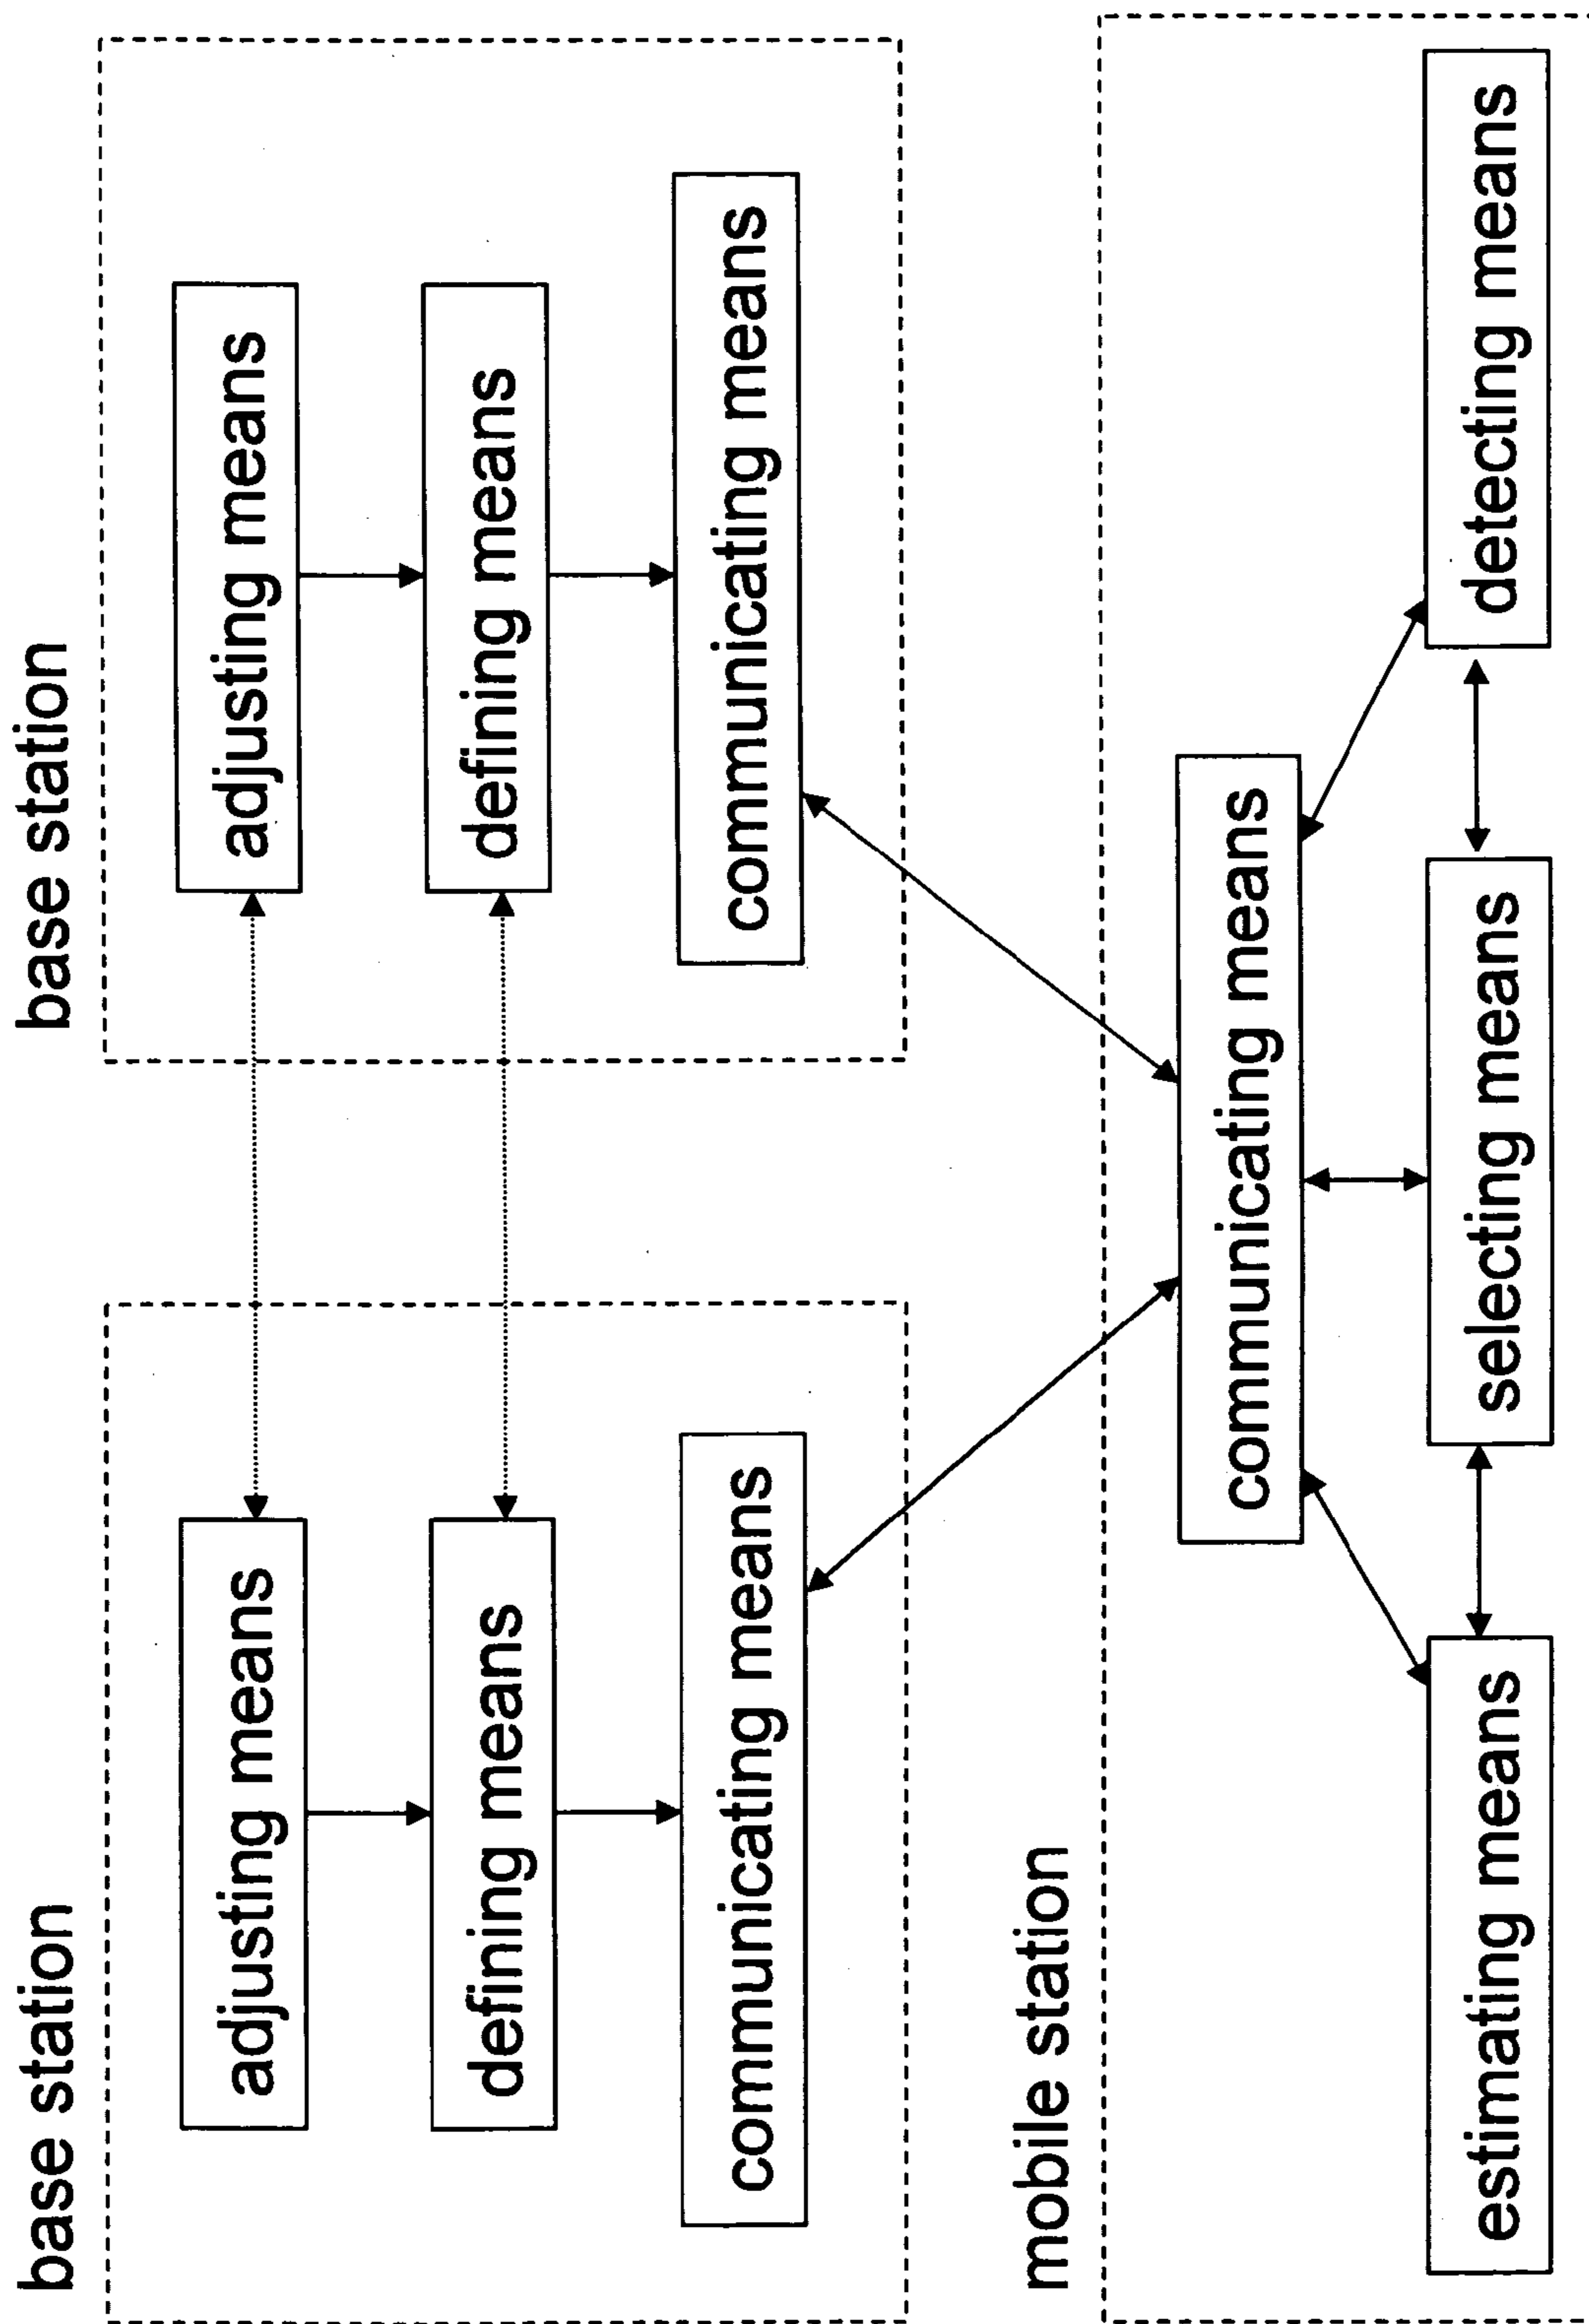 base station
adjusting means
defining means
communicating means
base station
adjusting means
defining means
communicating means
mobile station
communicating means
estimating means
selecting means
detecting means